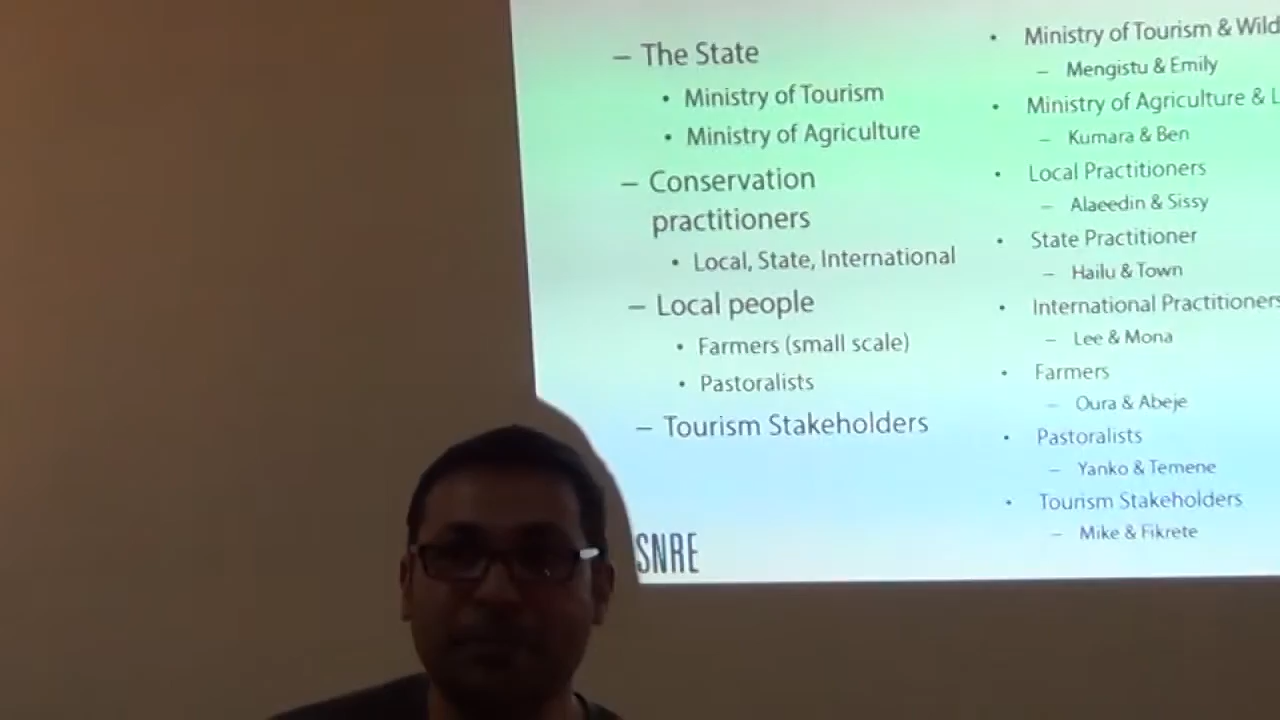 – The State
• Ministry of Tourism
• Ministry of Agriculture
– Conservation
practitioners
• Local, State, International
– Local people
• Farmers (small scale)
• Pastoralists
– Tourism Stakeholders
SNRE
• Ministry of Tourism & Wild
– Mengistu & Emily
• Ministry of Agriculture & L
– Kumara & Ben
• Local Practitioners
– Alaeedin & Sissy
• State Practitioner
– Hailu & Town
• International Practitioners
– Lee & Mona
• Farmers
– Oura & Abeje
• Pastoralists
– Yanko & Temene
• Tourism Stakeholders
– Mike & Fikrete